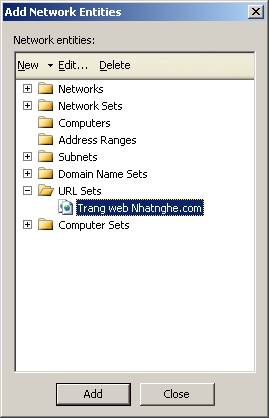 Add Network Entities
Network entities:
New Edit... Delete
Networks
Network Sets
Computers
Address Ranges
Subnets
Domain Name Sets
URL Sets
Trang web Nhatnghe.com
Computer Sets
Add Close